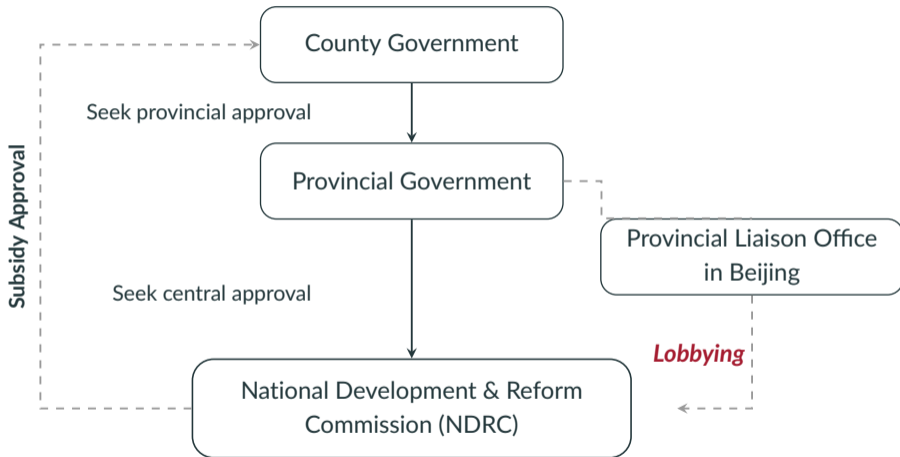 County Government
Seek provincial approval
Provincial Government
Subsidy Approval
Provincial Liaison Office
in Beijing
Seek central approval
Lobbying
National Development & Reform
Commission (NDRC)